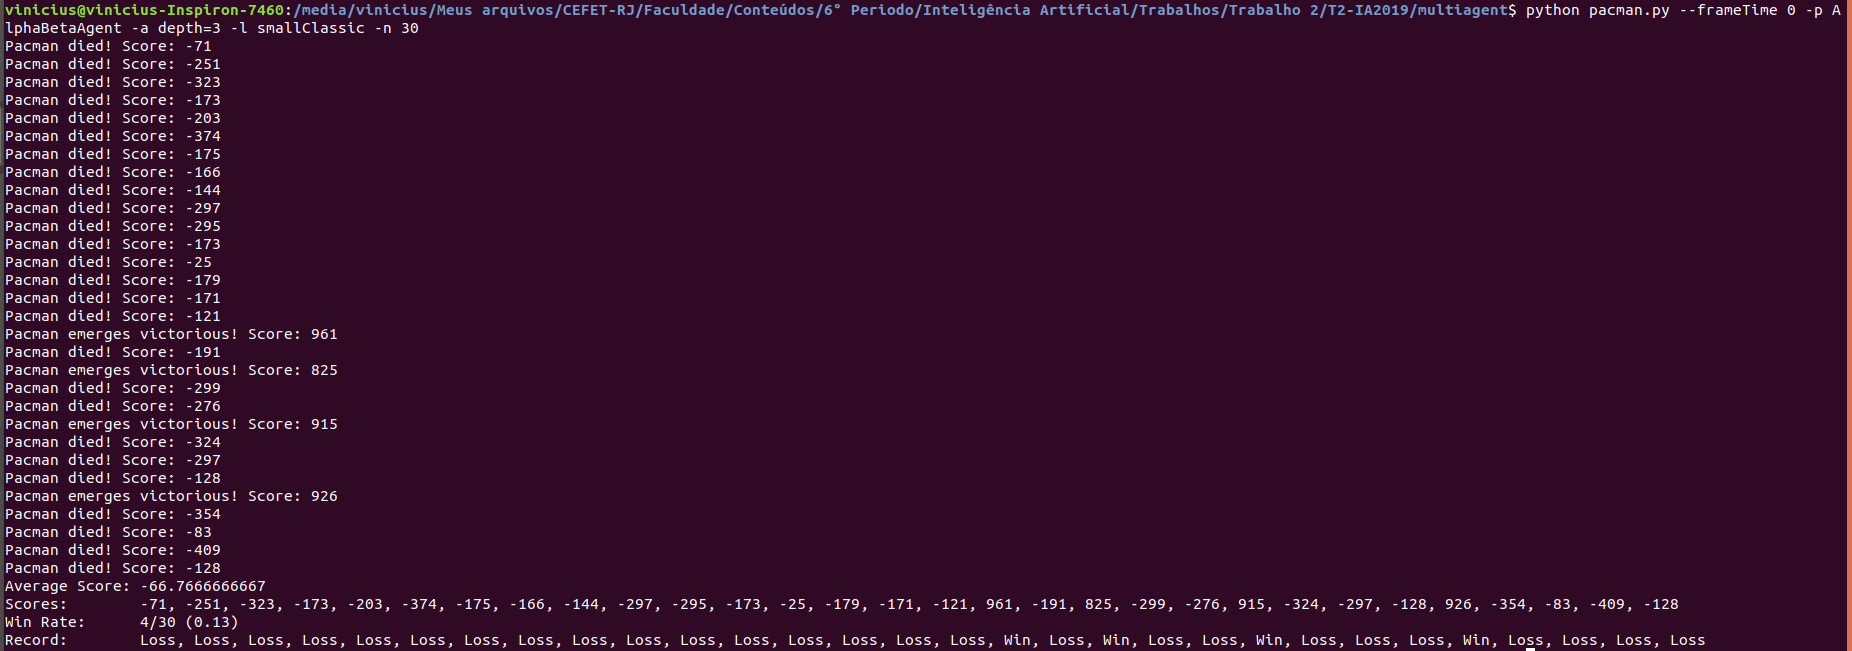 vinicius@vinicius-Inspiron-7460:/media/vinicius/Meus arquivos/CEFET-RJ/Faculdade/Conteúdos/6° Periodo/Inteligência Artificial/Trabalhos/Trabalho 2/T2-IA2019/multiagent$ python pacman.py --frameTime 0 -p A
lphaBetaAgent -a depth=3 -l smallClassic -n 30
Pacman died! Score: -71
Pacman died! Score: -251
Pacman died! Score: -323
Pacman died! Score: -173
Pacman died! Score: -203
Pacman died! Score: -374
Pacman died! Score: -175
Pacman died! Score: -166
Pacman died! Score: -144
Pacman died! Score: -297
Pacman died! Score: -295
Pacman died! Score: -173
Pacman died! Score: -25
Pacman died! Score: -179
Pacman died! Score: -171
Pacman died! Score: -121
Pacman emerges victorious! Score: 961
Pacman died! Score: -191
Pacman emerges victorious! Score: 825
Pacman died! Score: -299
Pacman died! Score: -276
Pacman emerges victorious! Score: 915
Pacman died! Score: -324
Pacman died! Score: -297
Pacman died! Score: -128
Pacman emerges victorious! Score: 926
Pacman died! Score: -354
Pacman died! Score: -83
Pacman died! Score: -409
Pacman died! Score: -128
Average Score: -66.7666666667
Scores:        -71, -251, -323, -173, -203, -374, -175, -166, -144, -297, -295, -173, -25, -179, -171, -121, 961, -191, 825, -299, -276, 915, -324, -297, -128, 926, -354, -83, -409, -128
Win Rate:      4/30 (0.13)
Record:        Loss, Loss, Loss, Loss, Loss, Loss, Loss, Loss, Loss, Loss, Loss, Loss, Loss, Loss, Loss, Loss, Win, Loss, Win, Loss, Loss, Win, Loss, Loss, Loss, Win, Loss, Loss, Loss, Loss